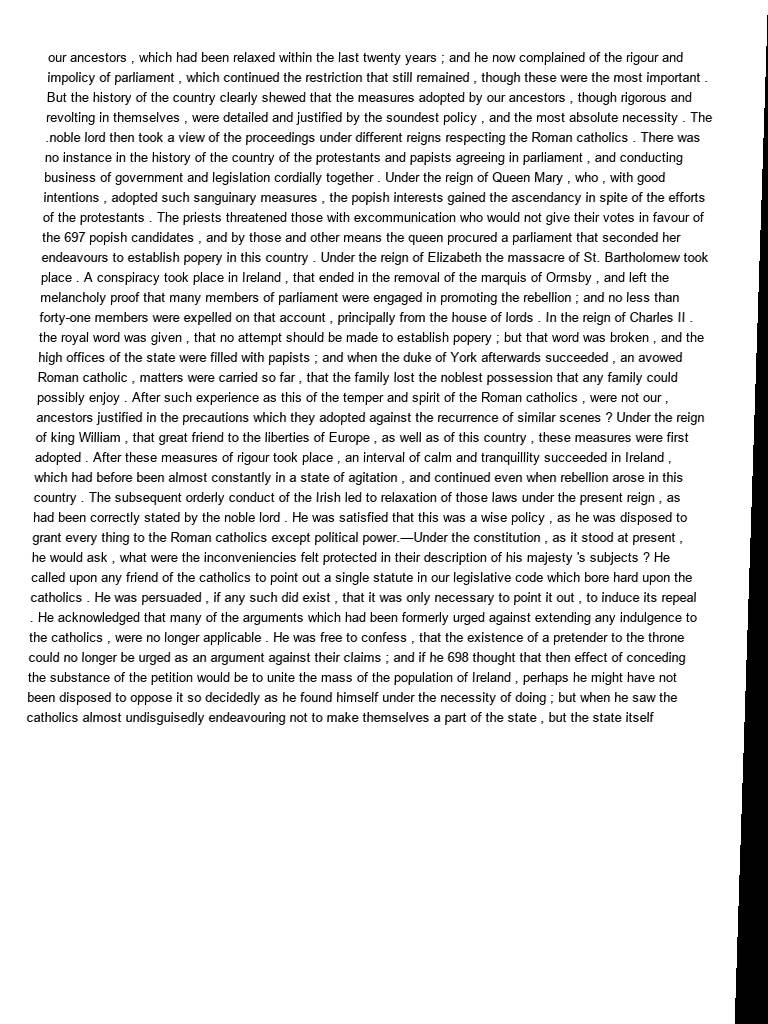 our ancestors , which had been relaxed within the last twenty years ; and he now complained of the rigour and
impolicy of parliament , which continued the restriction that still remained , though these were the most important .
But the history of the country clearly shewed that the measures adopted by our ancestors , though rigorous and
revolting in themselves , were detailed and justified by the soundest policy , and the most absolute necessity . The
.noble lord then took a view of the proceedings under different reigns respecting the Roman catholics . There was
no instance in the history of the country of the protestants and papists agreeing in parliament , and conducting
business of government and legislation cordially together . Under the reign of Queen Mary , who , with good
intentions , adopted such sanguinary measures , the popish interests gained the ascendancy in spite of the efforts
of the protestants . The priests threatened those with excommunication who would not give their votes in favour of
the 697 popish candidates , and by those and other means the queen procured a parliament that seconded her
endeavours to establish popery in this country . Under the reign of Elizabeth the massacre of St. Bartholomew took
place . A conspiracy took place in Ireland , that ended in the removal of the marquis of Ormsby , and left the
melancholy proof that many members of parliament were engaged in promoting the rebellion ; and no less than
forty-one members were expelled on that account , principally from the house of lords . In the reign of Charles II .
the royal word was given , that no attempt should be made to establish popery ; but that word was broken , and the
high offices of the state were filled with papists ; and when the duke of York afterwards succeeded , an avowed
Roman catholic , matters were carried so far , that the family lost the noblest possession that any family could
possibly enjoy . After such experience as this of the temper and spirit of the Roman catholics , were not our ,
ancestors justified in the precautions which they adopted against the recurrence of similar scenes ? Under the reign
of king William , that great friend to the liberties of Europe , as well as of this country , these measures were first
adopted . After these measures of rigour took place , an interval of calm and tranquillity succeeded in Ireland ,
which had before been almost constantly in a state of agitation , and continued even when rebellion arose in this
country . The subsequent orderly conduct of the Irish led to relaxation of those laws under the present reign , as
had been correctly stated by the noble lord . He was satisfied that this was a wise policy , as he was disposed to
grant every thing to the Roman catholics except political power.—Under the constitution , as it stood at present ,
he would ask , what were the inconveniencies felt protected in their description of his majesty 's subjects ? He
called upon any friend of the catholics to point out a single statute in our legislative code which bore hard upon the
catholics . He was persuaded , if any such did exist , that it was only necessary to point it out , to induce its repeal
. He acknowledged that many of the arguments which had been formerly urged against extending any indulgence to
the catholics , were no longer applicable . He was free to confess , that the existence of a pretender to the throne
could no longer be urged as an argument against their claims ; and if he 698 thought that then effect of conceding
the substance of the petition would be to unite the mass of the population of Ireland , perhaps he might have not
been disposed to oppose it so decidedly as he found himself under the necessity of doing ; but when he saw the
catholics almost undisguisedly endeavouring not to make themselves a part of the state , but the state itself